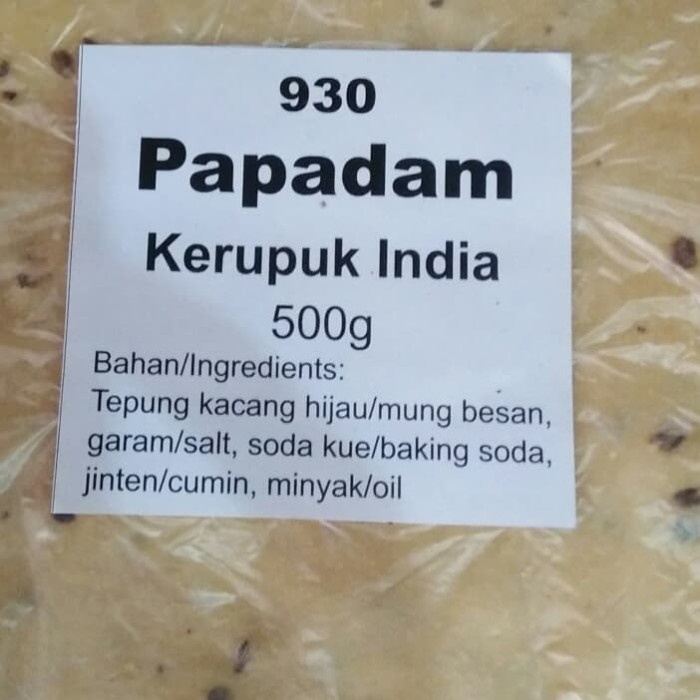 930
Papadam
Kerupuk India
500g
Bahan/Ingredients:
Tepung kacang hijau/mung besan,
garam/salt, soda kue/baking soda,
jinten/cumin, minyak/oil